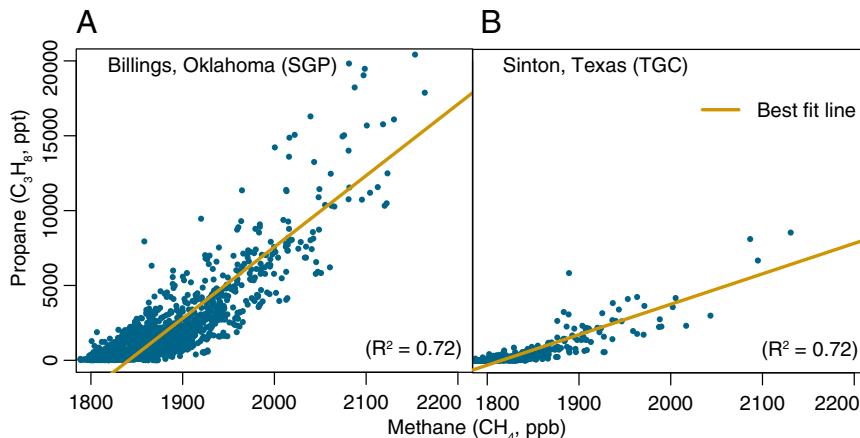 A
B
Billings, Oklahoma (SGP)
Sinton, Texas (TGC)
Best fit line
Propane (C₃H₈, ppt)
20000
15000
10000
5000
0
(R² = 0.72)
(R² = 0.72)
1800 1900 2000 2100 2200
1800 1900 2000 2100 2200
Methane (CH₄, ppb)